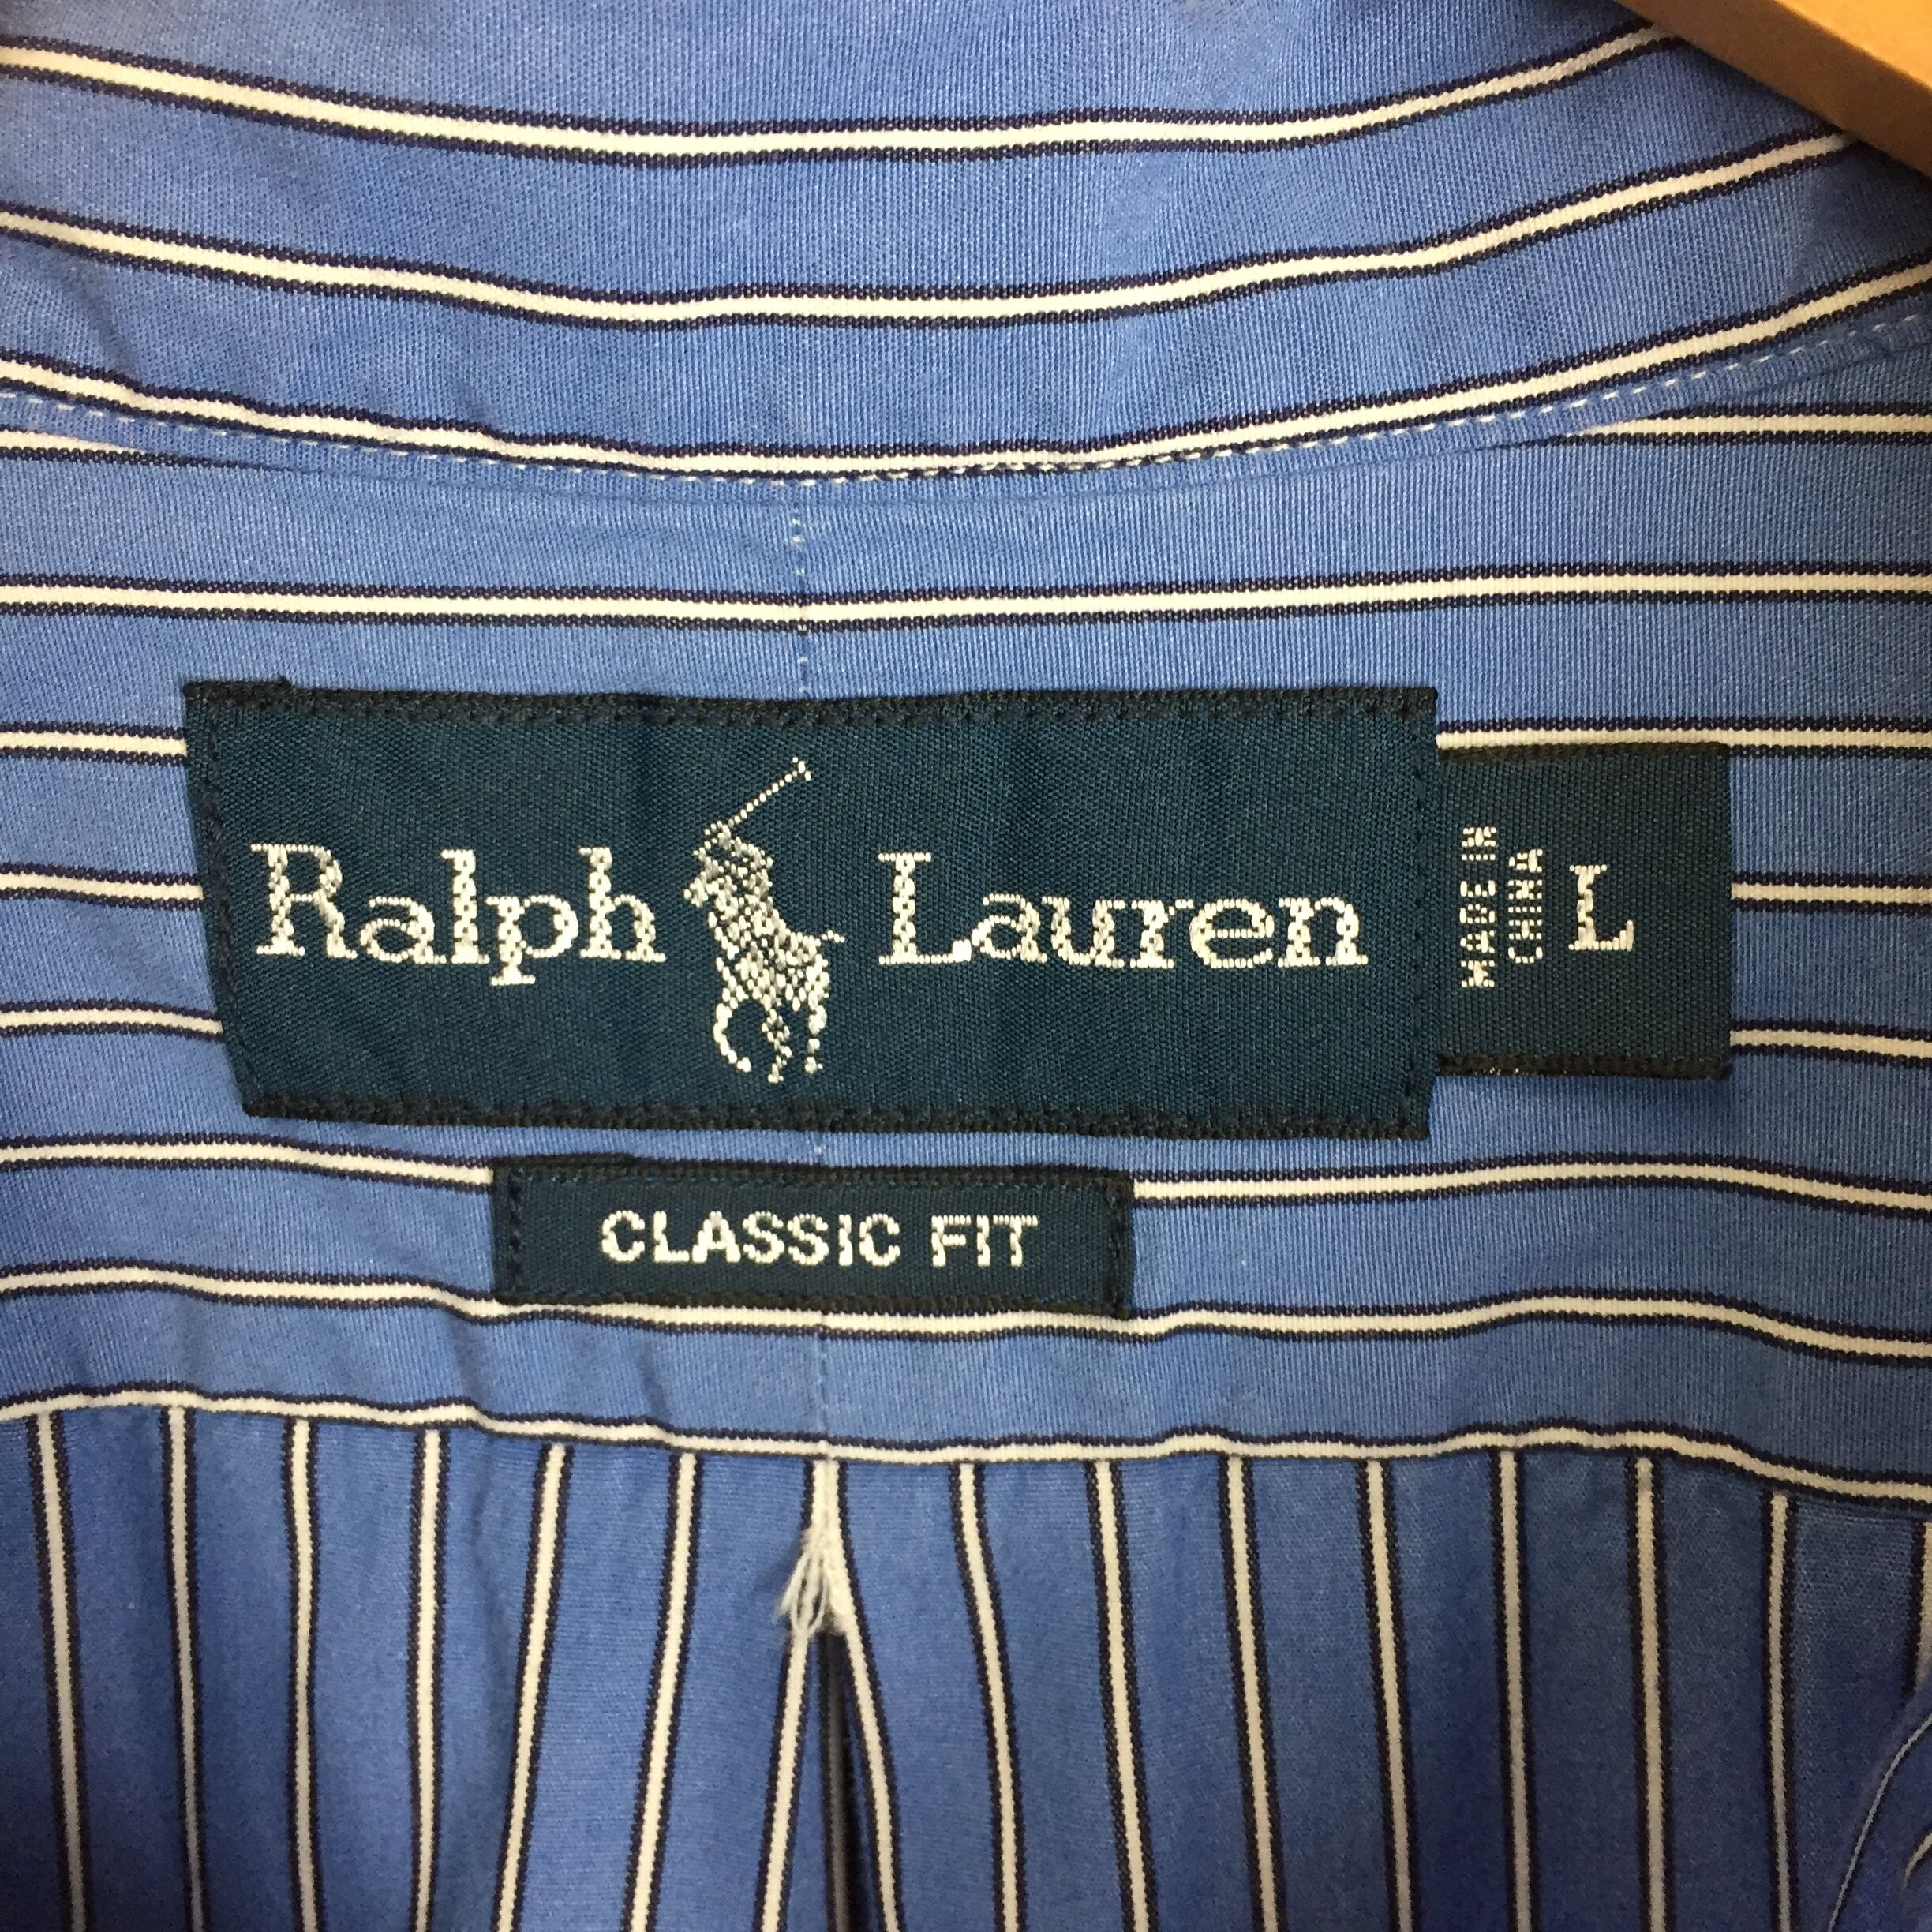 Ralph Lauren
MADE IN
CHINA
L
CLASSIC FIT